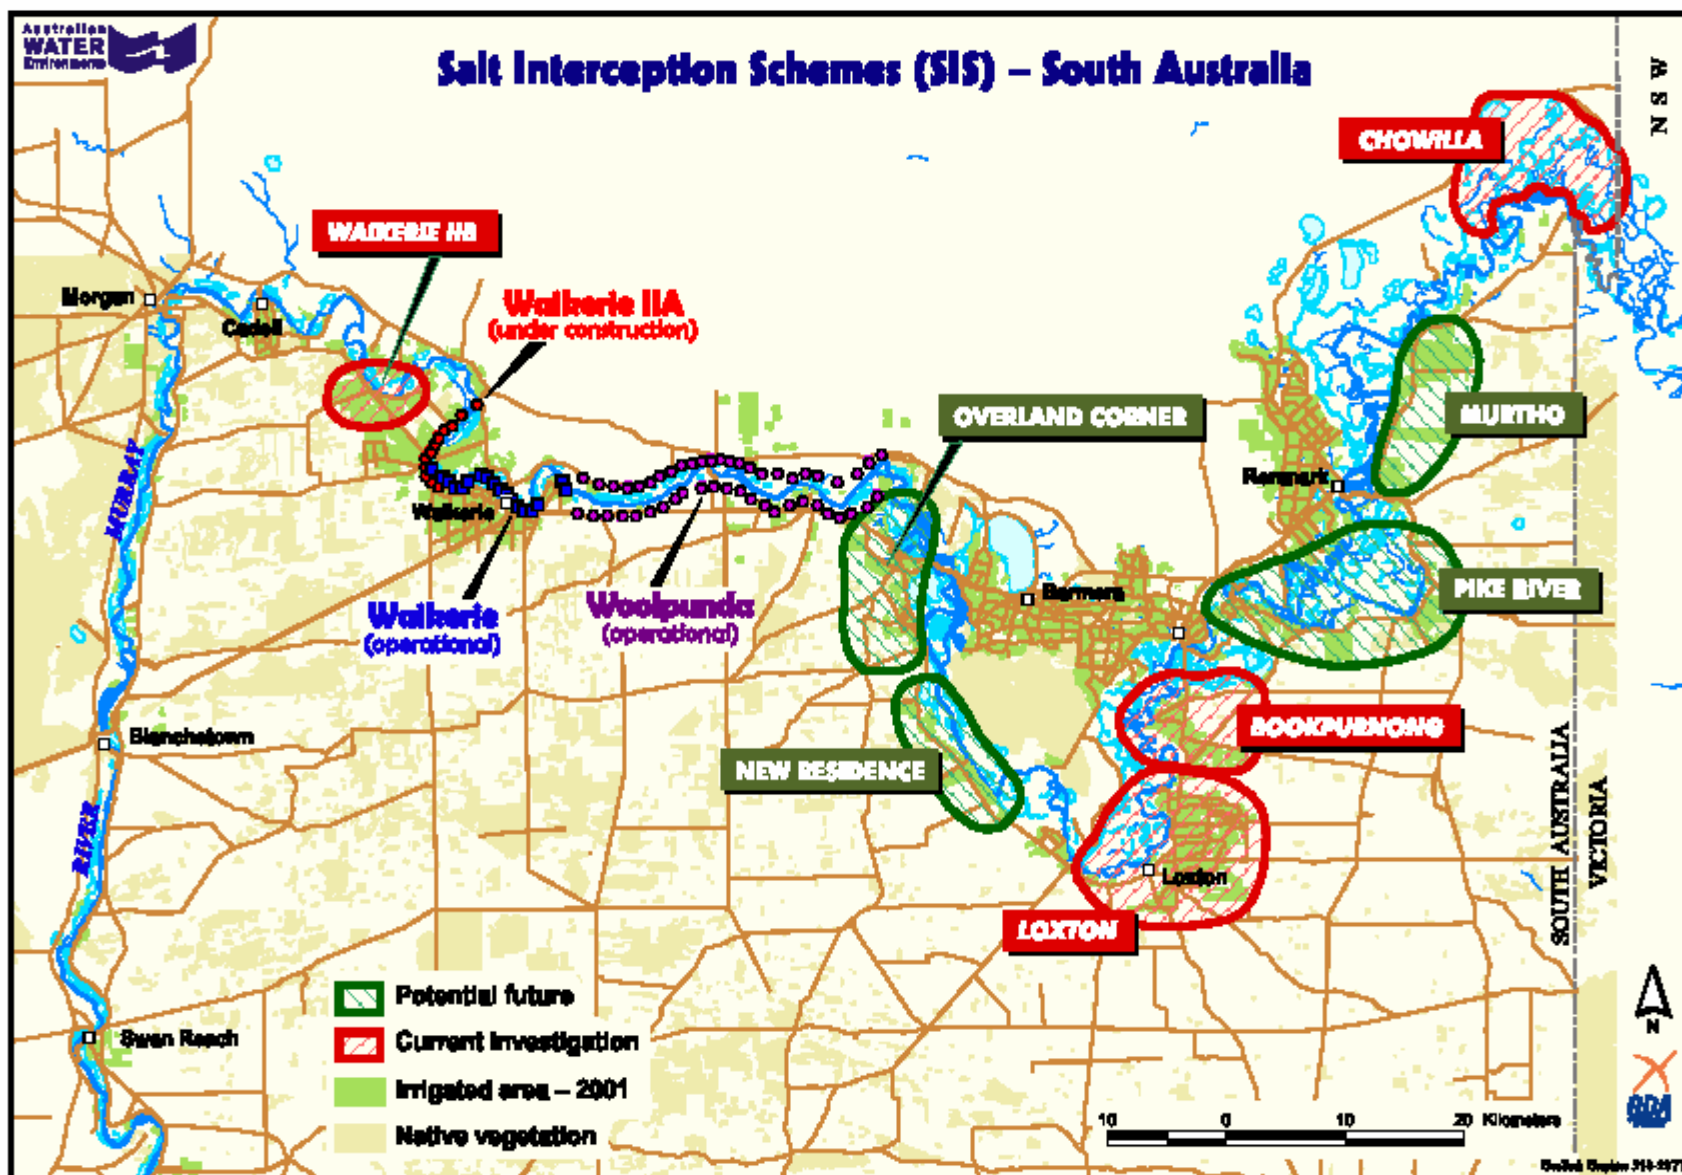 Australian
WATER
Environments
Salt Interception Schemes (SIS) – South Australia
N S W
CHOWILLA
WAIKERIE IIB
Morgan
Cadell
Waikerie IIA
(under construction)
OVERLAND CORNER
MURTHO
Renmark
MURRAY
Waikerie
Waikerie
(operational)
Woolpunda
(operational)
Barmera
PIKE RIVER
BOOKPURNONG
Blanchetown
NEW RESIDENCE
SOUTH AUSTRALIA
VICTORIA
RIVER
Loxton
LOXTON
Potential future
Swan Reach
Current investigation
Irrigated area – 2001
Native vegetation
N
10 0 10 20 Kilometers